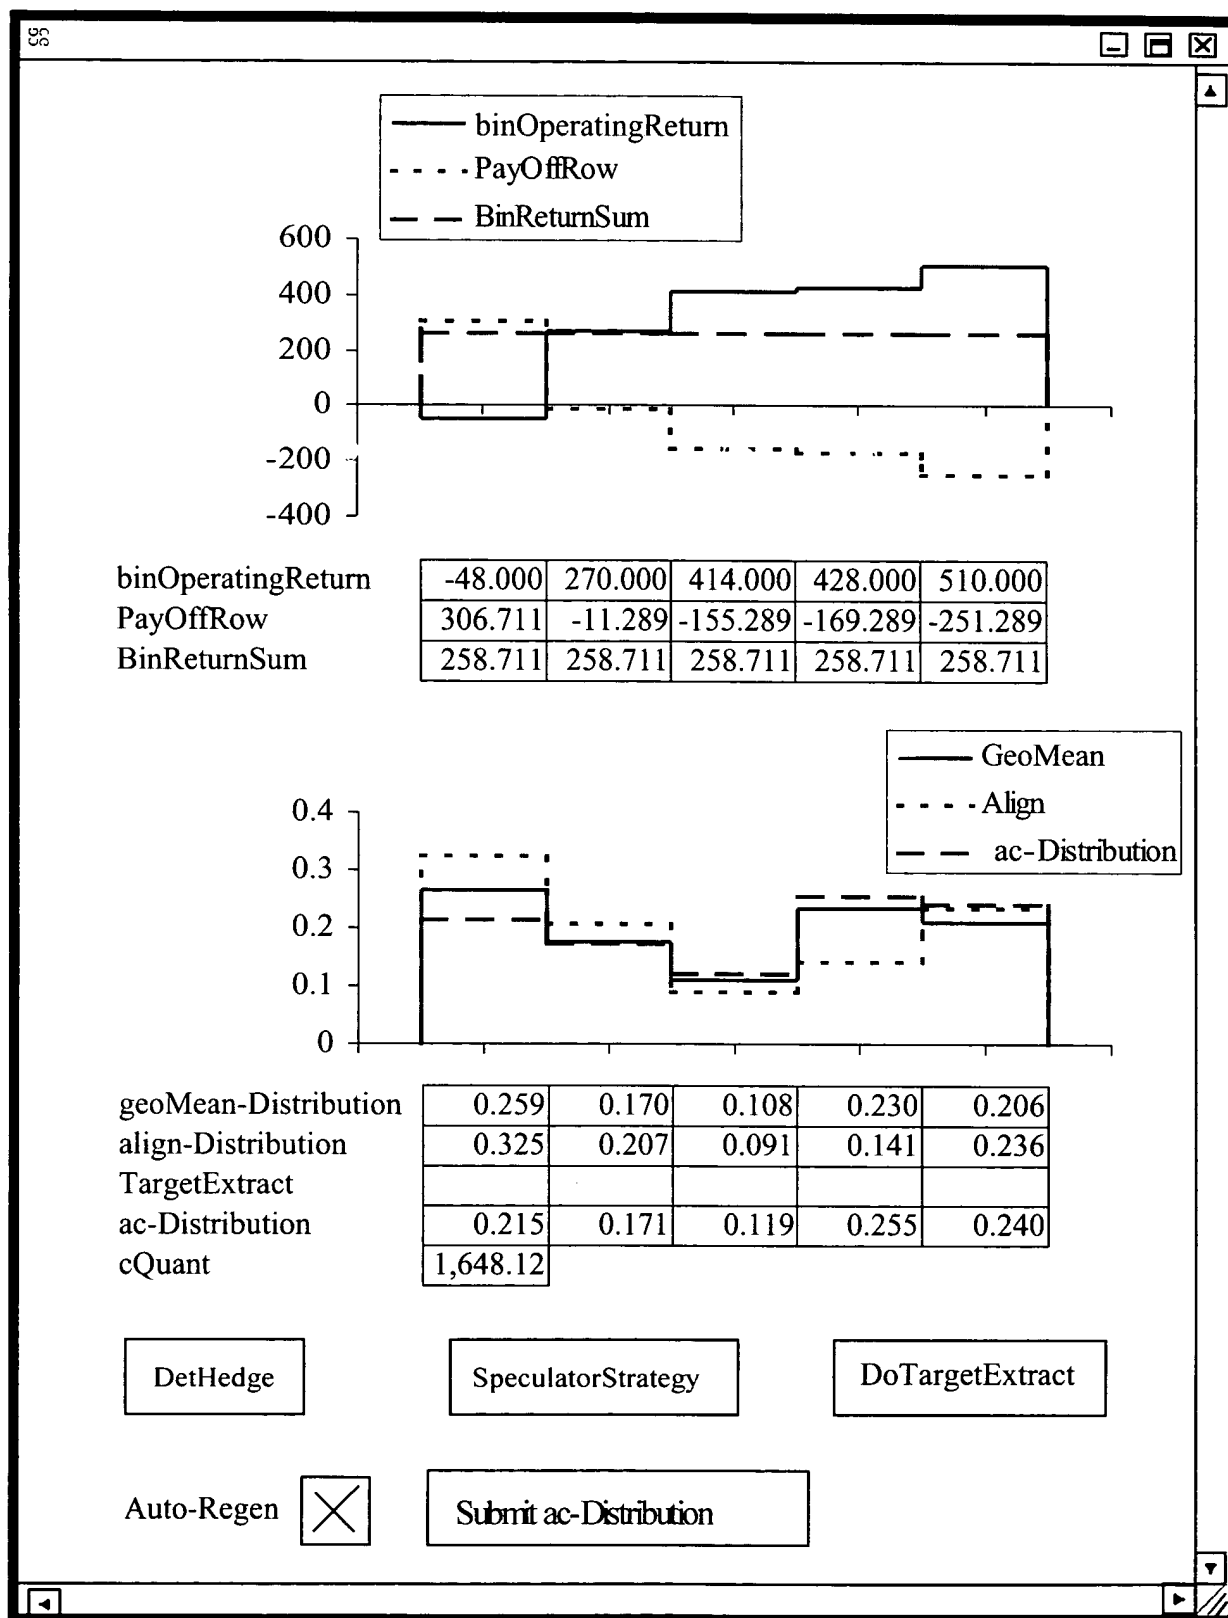 binOperatingReturn
PayOffRow
BinReturnSum
600
400
200
0
-200
-400
binOperatingReturn -48.000 270.000 414.000 428.000 510.000
PayOffRow 306.711 -11.289 -155.289 -169.289 -251.289
BinReturnSum 258.711 258.711 258.711 258.711 258.711
GeoMean
Align
ac-Distribution
0.4
0.3
0.2
0.1
0
geoMean-Distribution 0.259 0.170 0.108 0.230 0.206
align-Distribution 0.325 0.207 0.091 0.141 0.236
TargetExtract
ac-Distribution 0.215 0.171 0.119 0.255 0.240
cQuant 1,648.12
DetHedge SpeculatorStrategy DoTargetExtract
Auto-Regen Submit ac-Distribution